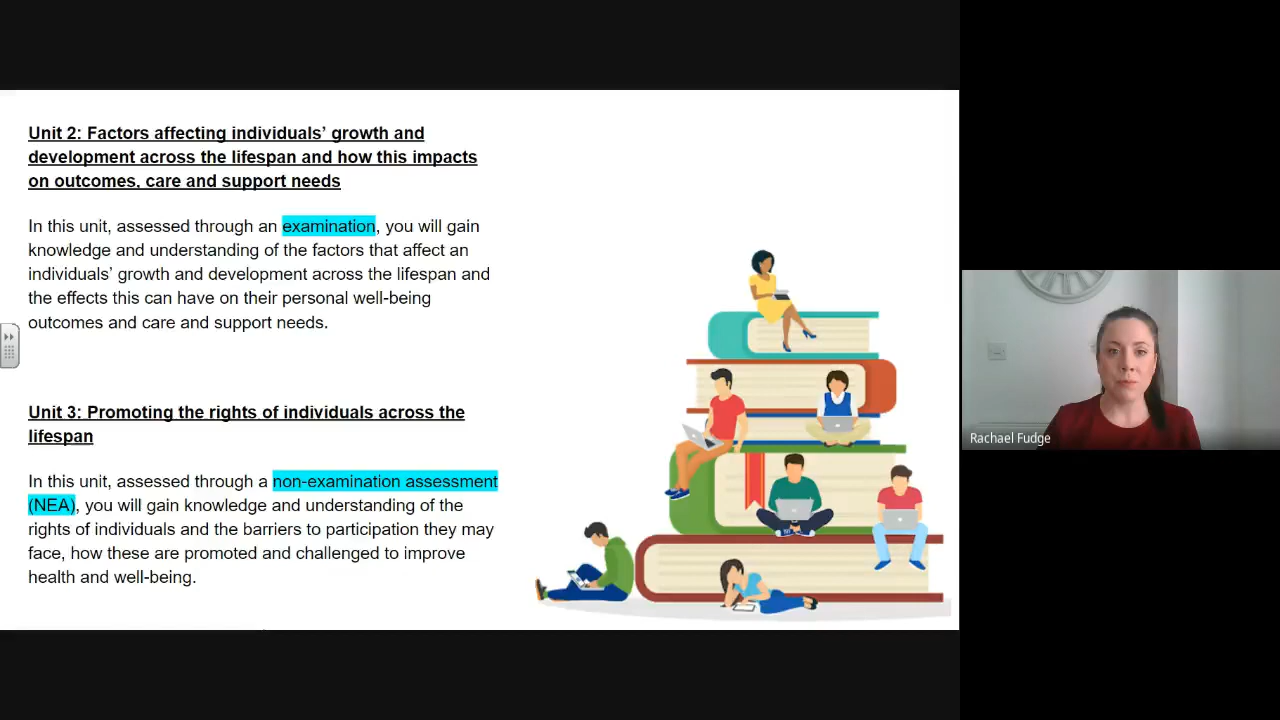 Unit 2: Factors affecting individuals’ growth and
development across the lifespan and how this impacts
on outcomes, care and support needs
In this unit, assessed through an examination, you will gain
knowledge and understanding of the factors that affect an
individuals’ growth and development across the lifespan and
the effects this can have on their personal well-being
outcomes and care and support needs.
Unit 3: Promoting the rights of individuals across the
lifespan
In this unit, assessed through a non-examination assessment
(NEA), you will gain knowledge and understanding of the
rights of individuals and the barriers to participation they may
face, how these are promoted and challenged to improve
health and well-being.
Rachael Fudge